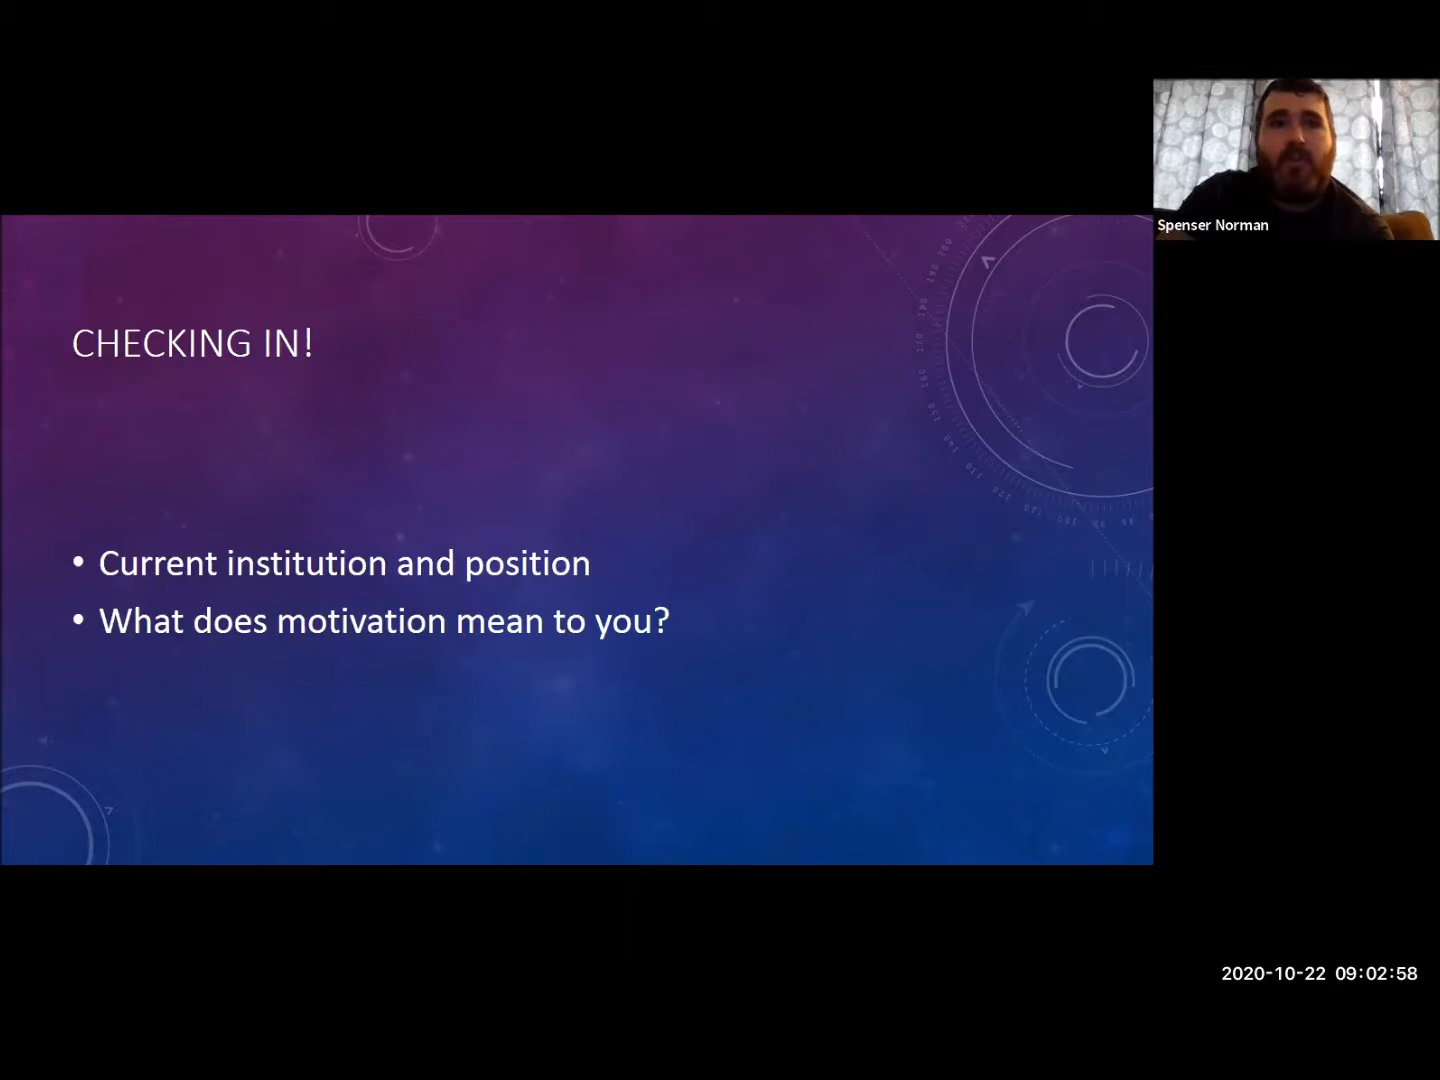 Spenser Norman
CHECKING IN!
• Current institution and position
• What does motivation mean to you?
2020-10-22 09:02:58